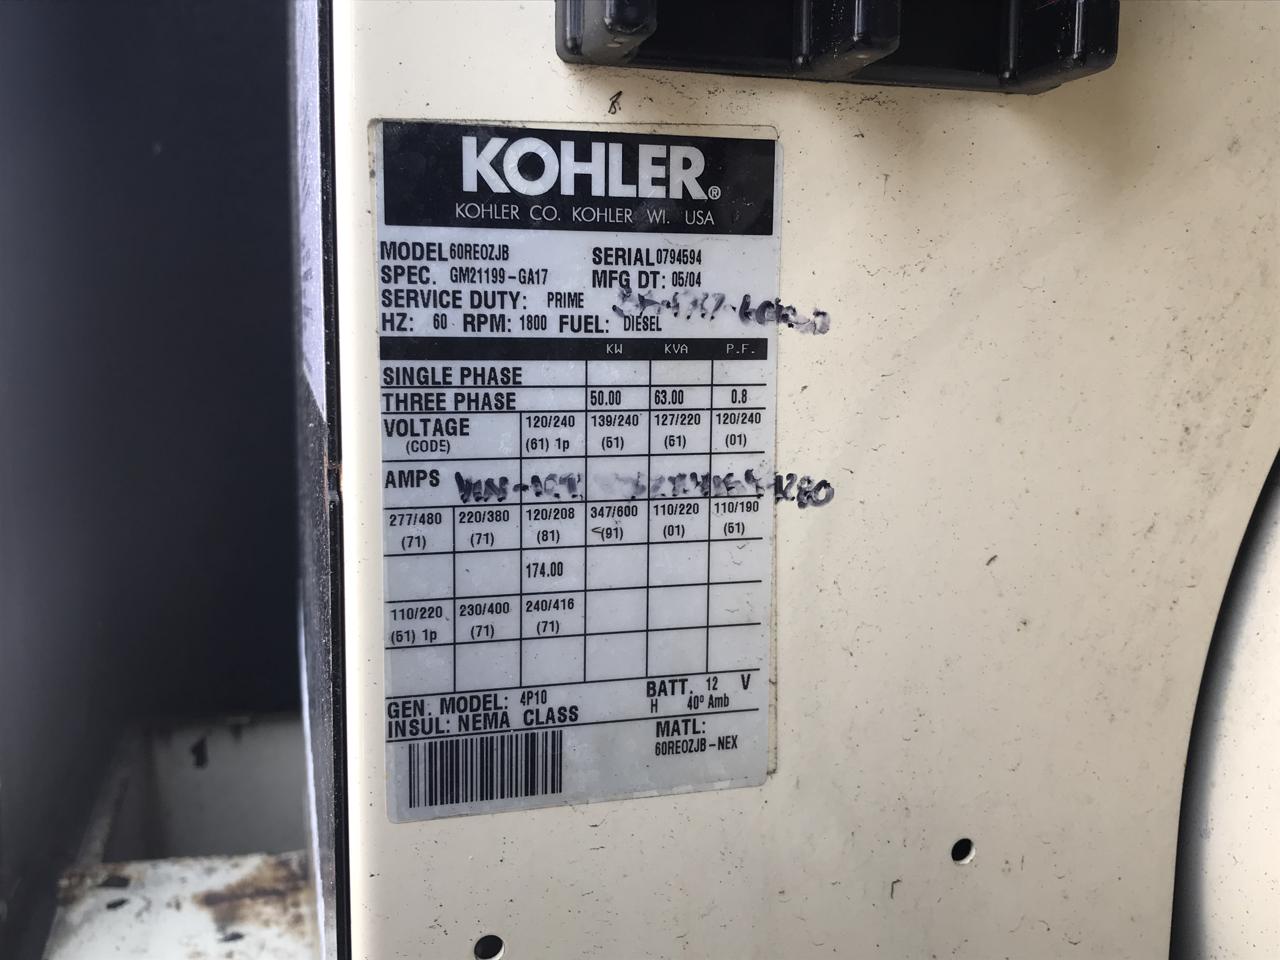 KOHLER®
KOHLER CO. KOHLER WI. USA
MODEL 60REOZJB SERIAL 0794594
SPEC. GM21199-GA17 MFG DT: 05/04
SERVICE DUTY: PRIME
HZ: 60 RPM: 1800 FUEL: DIESEL
KW KVA P.F.
SINGLE PHASE
THREE PHASE 50.00 63.00 0.8
VOLTAGE 120/240 139/240 127/220 120/240
(CODE) (61) 1p (51) (61) (01)
AMPS
277/480 220/380 120/208 347/600 110/220 110/190
(71) (71) (81) (91) (01) (51)
174.00
110/220 230/400 240/416
(51) 1p (71) (71)
GEN. MODEL: 4P10 BATT. 12 V
INSUL: NEMA CLASS H 40° Amb
MATL:
60REOZJB-NEX